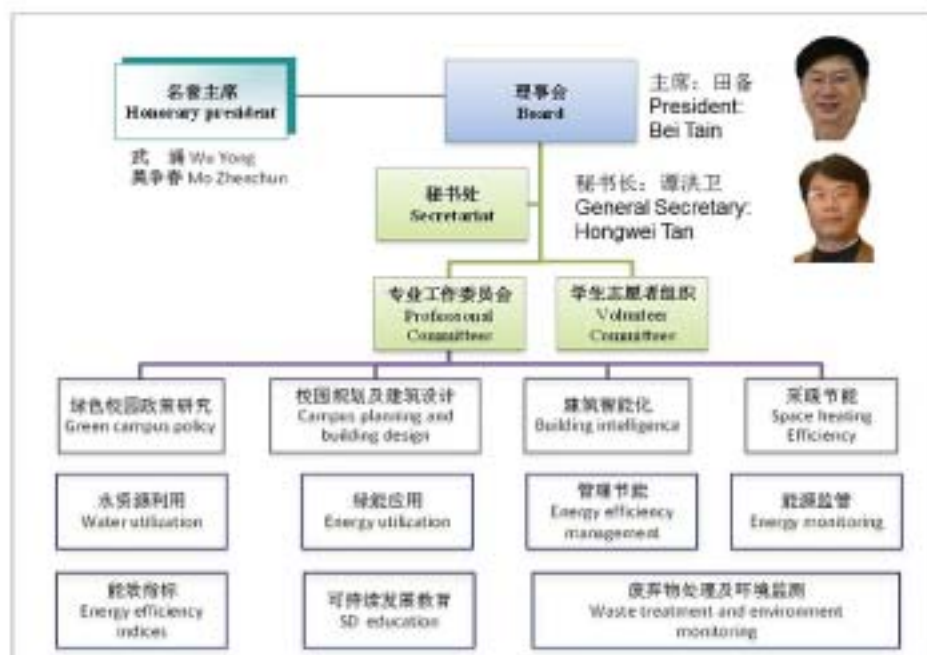 名誉主席
Honorary president
武 涌 Wu Yong
莫争春 Mo Zhenchun
理事会
Board
主席：田备
President:
Bei Tain
秘书处
Secretariat
秘书长：谭洪卫
General Secretary:
Hongwei Tan
专业工作委员会
Professional
Committees
学生志愿者组织
Volunteer
Committee
绿色校园政策研究
Green campus policy
校园规划及建筑设计
Campus planning and
building design
建筑智能化
Building intelligence
采暖节能
Space heating
Efficiency
水资源利用
Water utilization
绿能应用
Energy utilization
管理节能
Energy efficiency
management
能源监管
Energy monitoring
能效指标
Energy efficiency
indices
可持续发展教育
SD education
废弃物处理及环境监测
Waste treatment and environment
monitoring